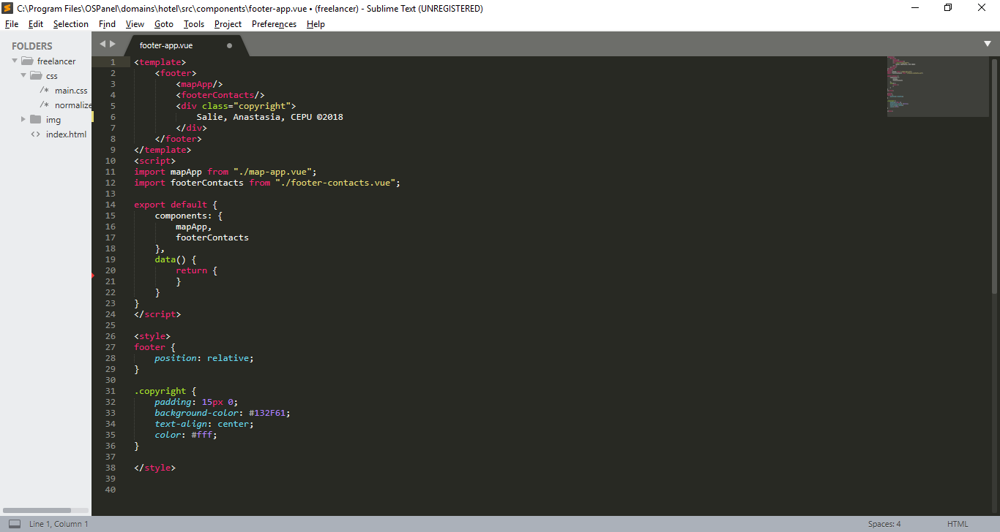 C:\Program Files\OSPanel\domains\hotel\src\components\footer-app.vue • (freelancer) - Sublime Text (UNREGISTERED)
File Edit Selection Find View Goto Tools Project Preferences Help
FOLDERS
freelancer
css
/* main.css
/* normalize
img
<> index.html
footer-app.vue
1 <template>
2 <footer>
3 <mapApp/>
4 <footerContacts/>
5 <div class="copyright">
6 Salie, Anastasia, CEPU ©2018
7 </div>
8 </footer>
9 </template>
10 <script>
11 import mapApp from "./map-app.vue";
12 import footerContacts from "./footer-contacts.vue";
13
14 export default {
15 components: {
16 mapApp,
17 footerContacts
18 },
19 data() {
20 return {
21 }
22 }
23 }
24 </script>
25
26 <style>
27 footer {
28 position: relative;
29 }
30
31 .copyright {
32 padding: 15px 0;
33 background-color: #132F61;
34 text-align: center;
35 color: #fff;
36 }
37
38 </style>
39
40
Line 1, Column 1
Spaces: 4
HTML